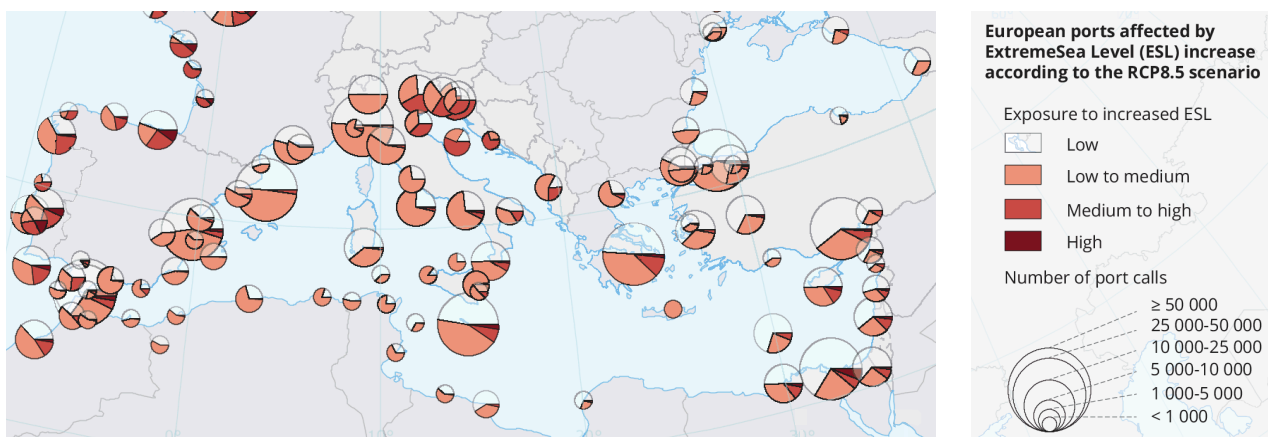 European ports affected by
ExtremeSea Level (ESL) increase
according to the RCP8.5 scenario
Exposure to increased ESL
Low
Low to medium
Medium to high
High
Number of port calls
≥ 50 000
25 000-50 000
10 000-25 000
5 000-10 000
1 000-5 000
< 1 000